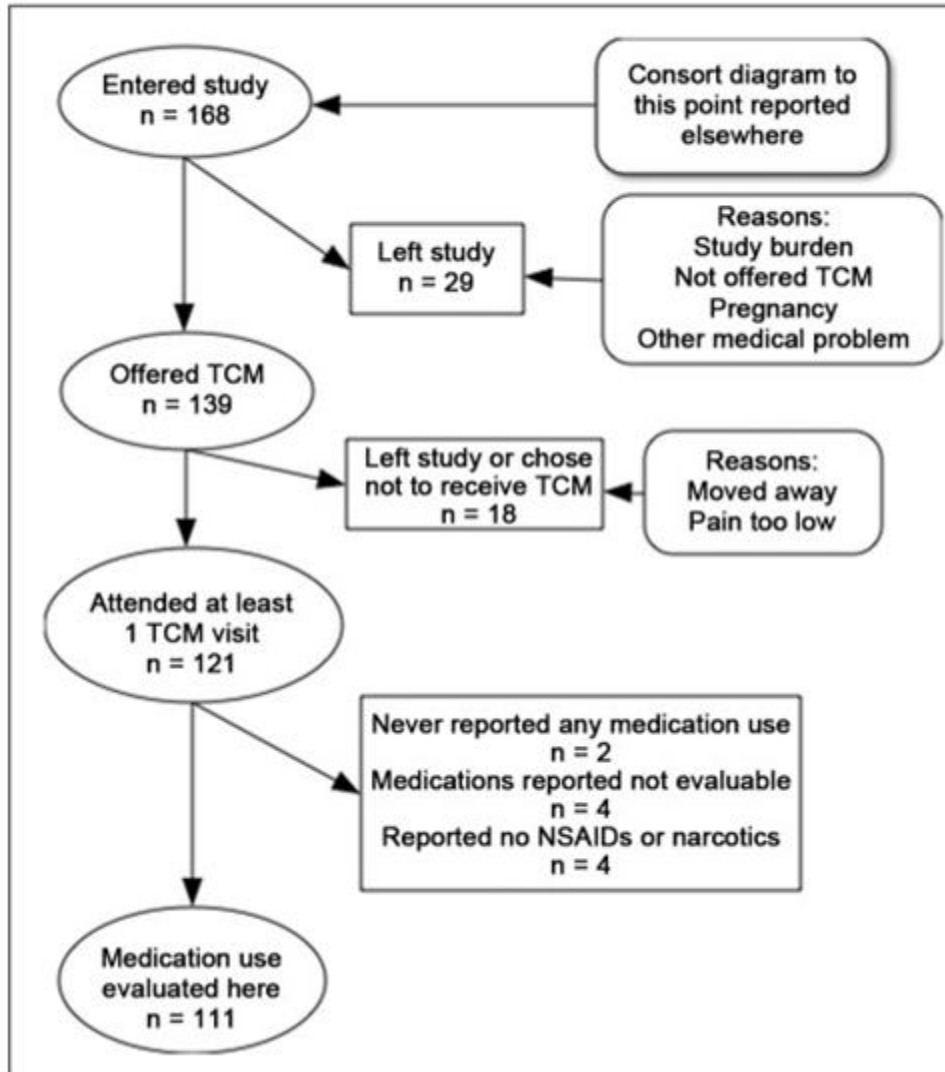 Entered study
n = 168
Consort diagram to
this point reported
elsewhere
Left study
n = 29
Reasons:
Study burden
Not offered TCM
Pregnancy
Other medical problem
Offered TCM
n = 139
Left study or chose
not to receive TCM
n = 18
Reasons:
Moved away
Pain too low
Attended at least
1 TCM visit
n = 121
Never reported any medication use
n = 2
Medications reported not evaluable
n = 4
Reported no NSAIDs or narcotics
n = 4
Medication use
evaluated here
n = 111